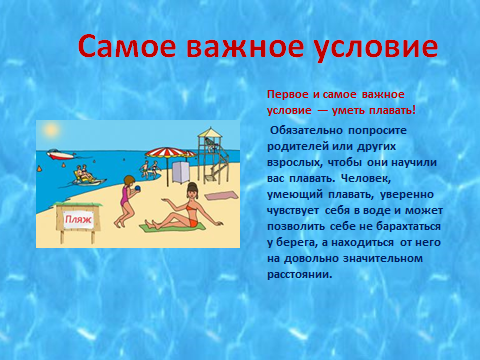 Самое важное условие
Первое и самое важное
условие — уметь плавать!
Обязательно попросите
родителей или других
взрослых, чтобы они научили
вас плавать. Человек,
умеющий плавать, уверенно
чувствует себя в воде и может
позволить себе не барахтаться
у берега, а находиться от него
на довольно значительном
расстоянии.
Пляж